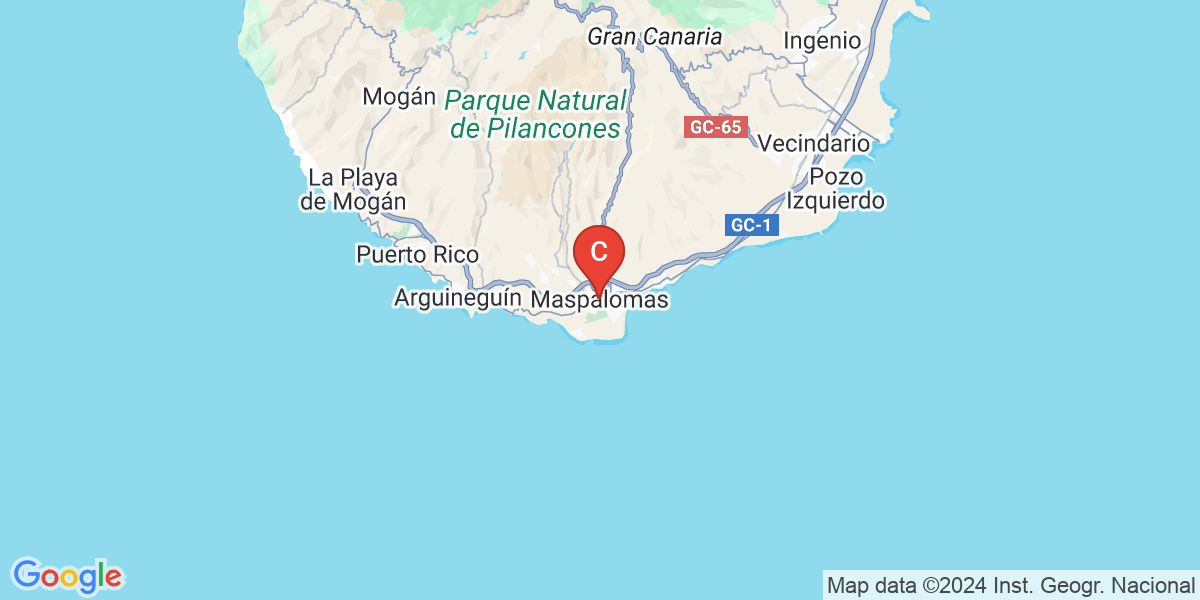 Gran Canaria
Ingenio
Mogán
Parque Natural
de Pilancones
GC-65
Vecindario
La Playa
de Mogán
Pozo
Izquierdo
GC-1
Puerto Rico
C
Arguineguín
Maspalomas
Google
Map data ©2024 Inst. Geogr. Nacional